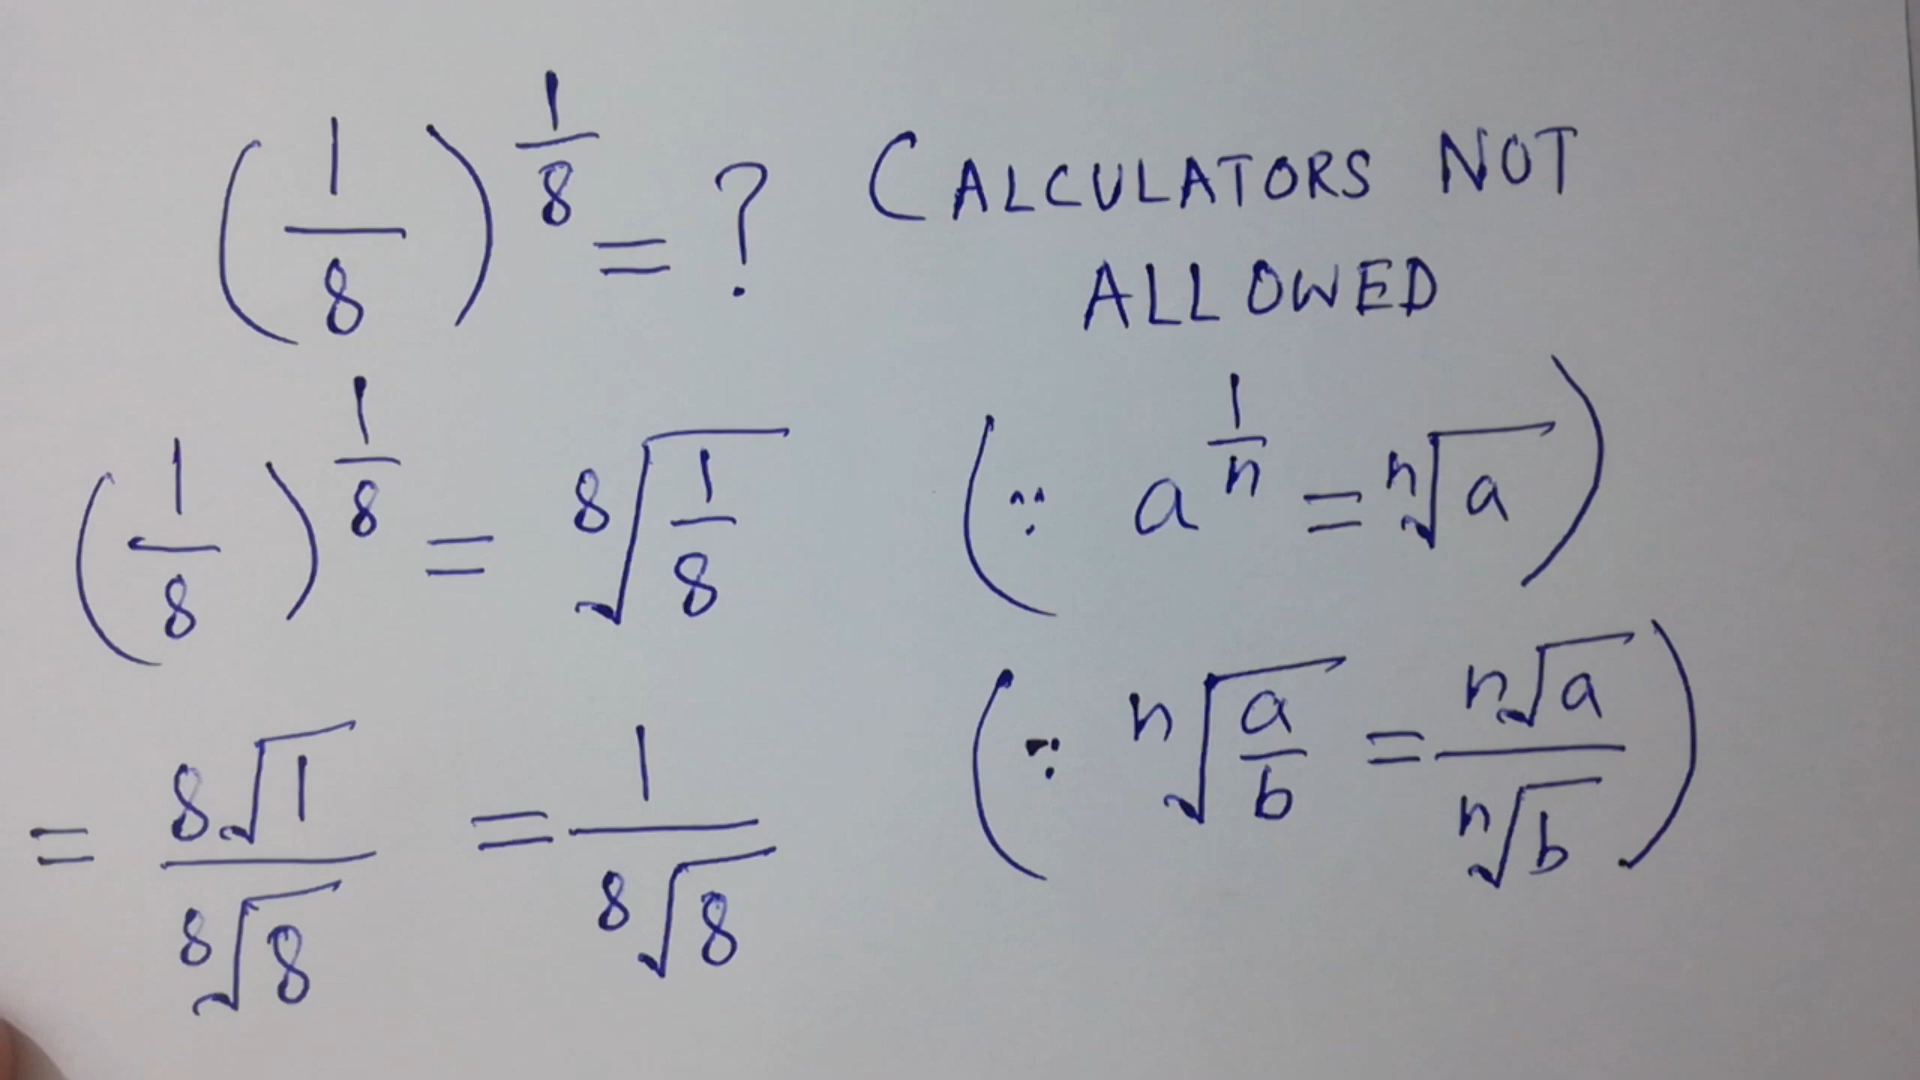 (1/8)^(1/8) = ? CALCULATORS NOT
ALLOWED
(1/8)^(1/8) = ⁸√(1/8) (∵ a^(1/n) = ⁿ√a)
= ⁸√1/⁸√8 = 1/⁸√8 (∵ ⁿ√(a/b) = ⁿ√a/ⁿ√b)